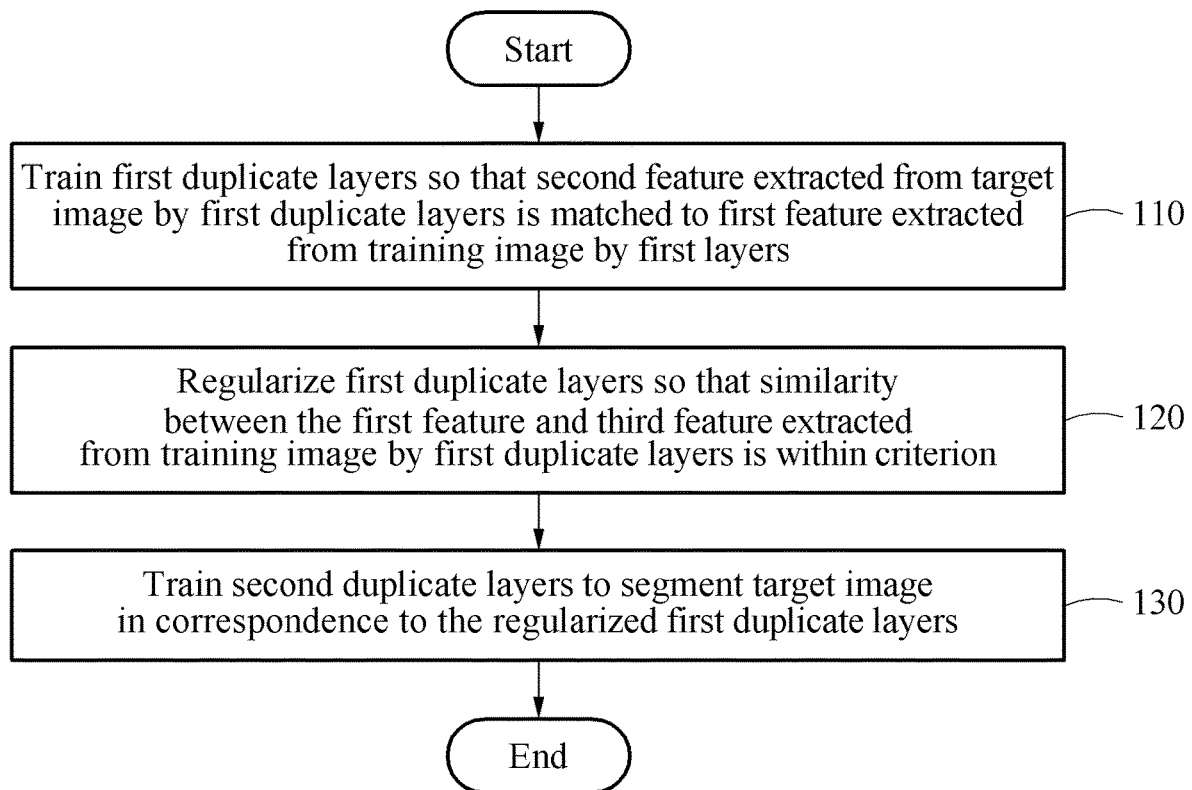 Start
Train first duplicate layers so that second feature extracted from target
image by first duplicate layers is matched to first feature extracted
from training image by first layers
110
Regularize first duplicate layers so that similarity
between the first feature and third feature extracted
from training image by first duplicate layers is within criterion
120
Train second duplicate layers to segment target image
in correspondence to the regularized first duplicate layers
130
End